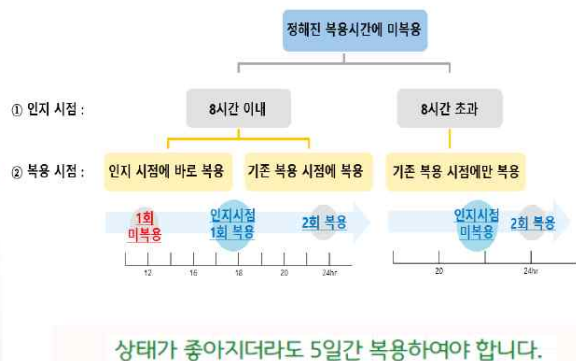 정해진 복용시간에 미복용
① 인지 시점 :
8시간 이내
8시간 초과
② 복용 시점 :
인지 시점에 바로 복용
기존 복용 시점에 복용
기존 복용 시점에만 복용
1회
미복용
인지시점
1회 복용
2회 복용
인지시점
미복용
2회 복용
12 14 16 18 20 22 24hr
20 24hr
상태가 좋아지더라도 5일간 복용하여야 합니다.